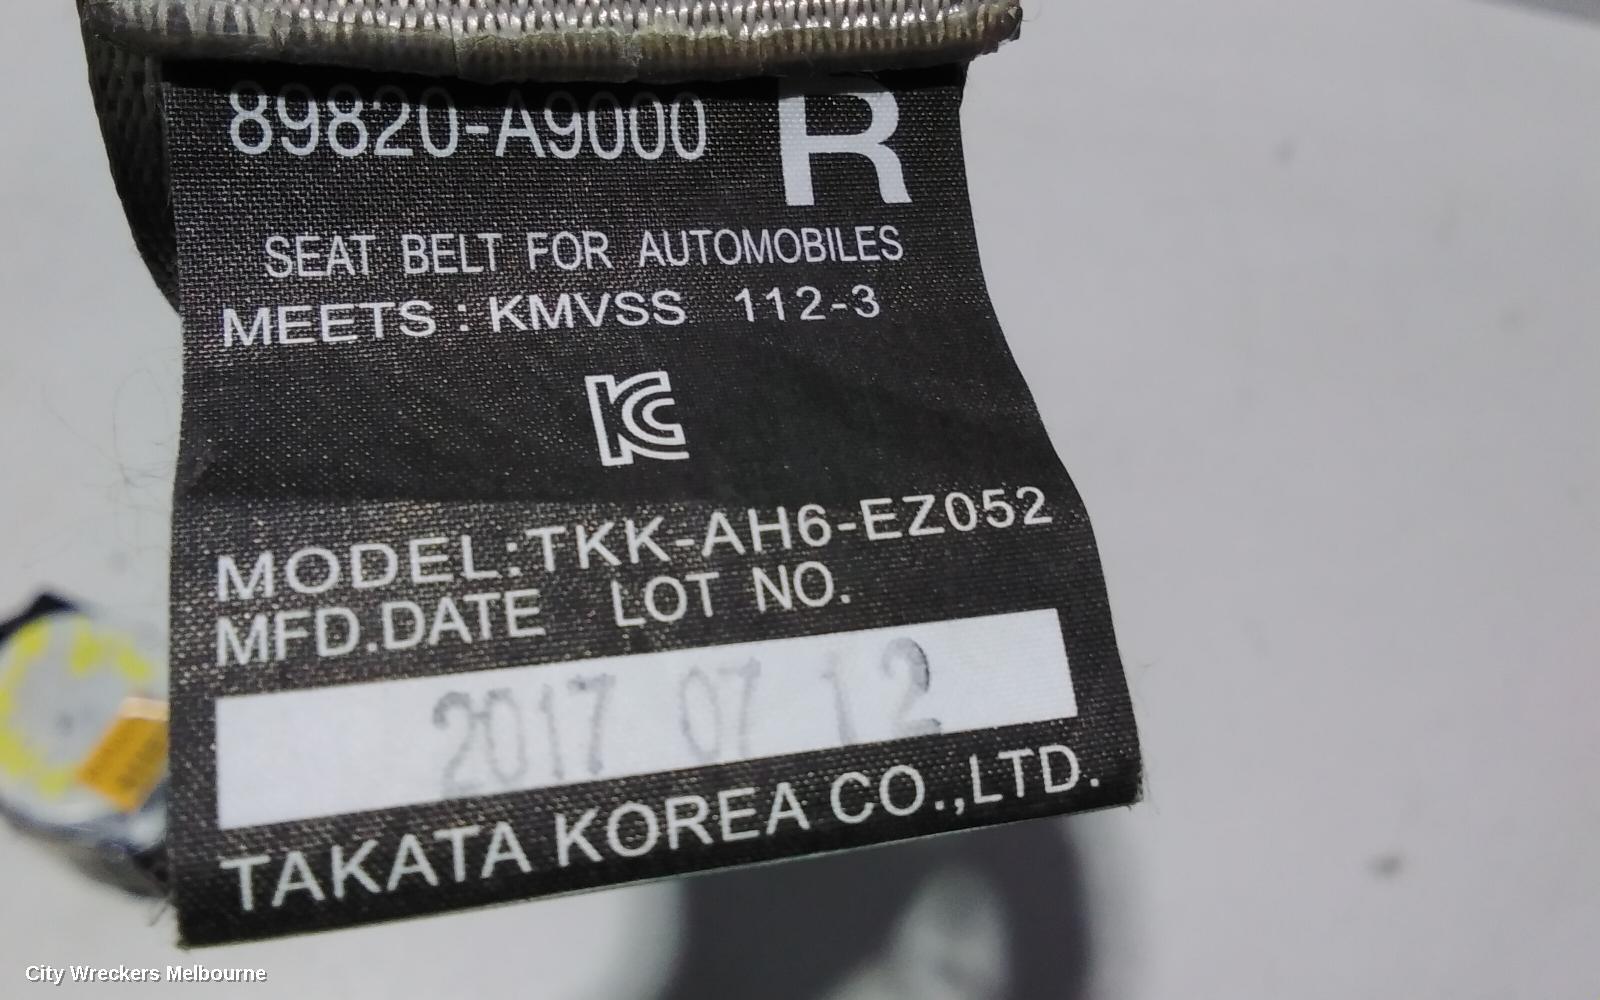 89820-A9000 R
SEAT BELT FOR AUTOMOBILES
MEETS : KMVSS 112-3
KC
MODEL:TKK-AH6-EZ052
MFD.DATE LOT NO.
2017 07 12
TAKATA KOREA CO.,LTD.
City Wreckers Melbourne